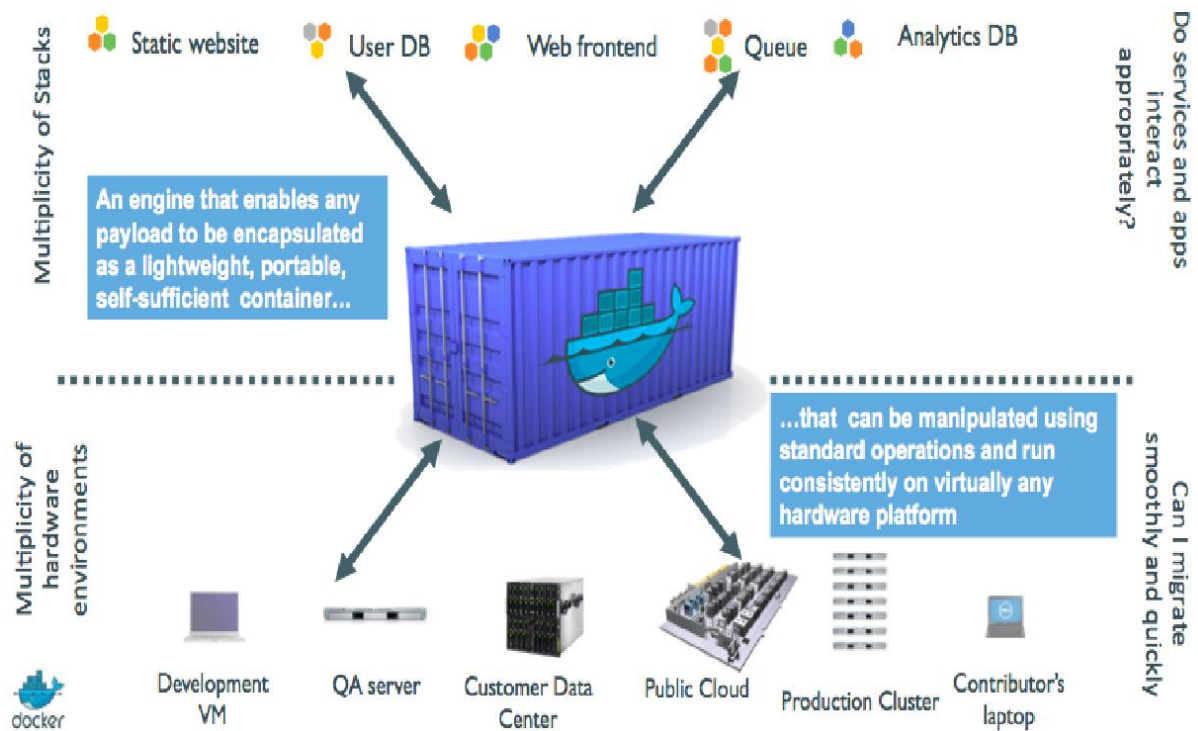 Multiplicity of Stacks
Static website
User DB
Web frontend
Queue
Analytics DB
Do services and apps
interact
appropriately?
An engine that enables any
payload to be encapsulated
as a lightweight, portable,
self-sufficient container...
...that can be manipulated using
standard operations and run
consistently on virtually any
hardware platform
Multiplicity of
hardware
environments
Can I migrate
smoothly and quickly
Development
VM
QA server
Customer Data
Center
Public Cloud
Production Cluster
Contributor's
laptop
docker